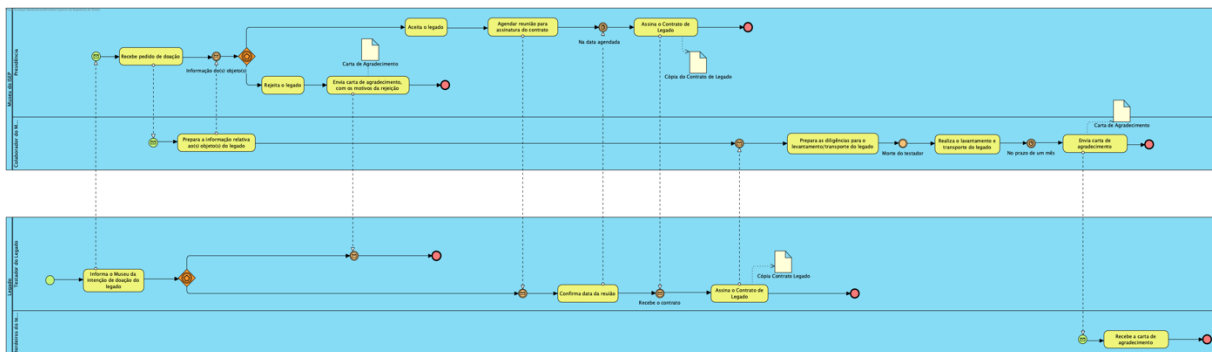 Aceita o legado
Agendar reunião para
assinatura do contrato
Na data agendada
Assina o Contrato de
Legado
Cópia do Contrato de Legado
Recebe pedido de doação
Informação do(s) objeto(s)
Carta de Agradecimento
Rejeita o legado
Envia carta de agradecimento,
com os motivos da rejeição
Presidência
Museu do
Prepara a informação relativa
ao(s) objeto(s) do legado
Prepara as diligências para o
levantamento/transporte do legado
Morte do testador
Realiza o lavantamento e
transporte do legado
No prazo de um mês
Carta de Agradecimento
Envia carta de
agradecimento
Colaborador do M...
Informa o Museu da
intenção de doação do
legado
Confirma data da reuião
Recebe o contrato
Assina o Contrato de
Legado
Cópia Contrato Legado
Testador do Legado
Legado
Recebe a carta de
agradecimento